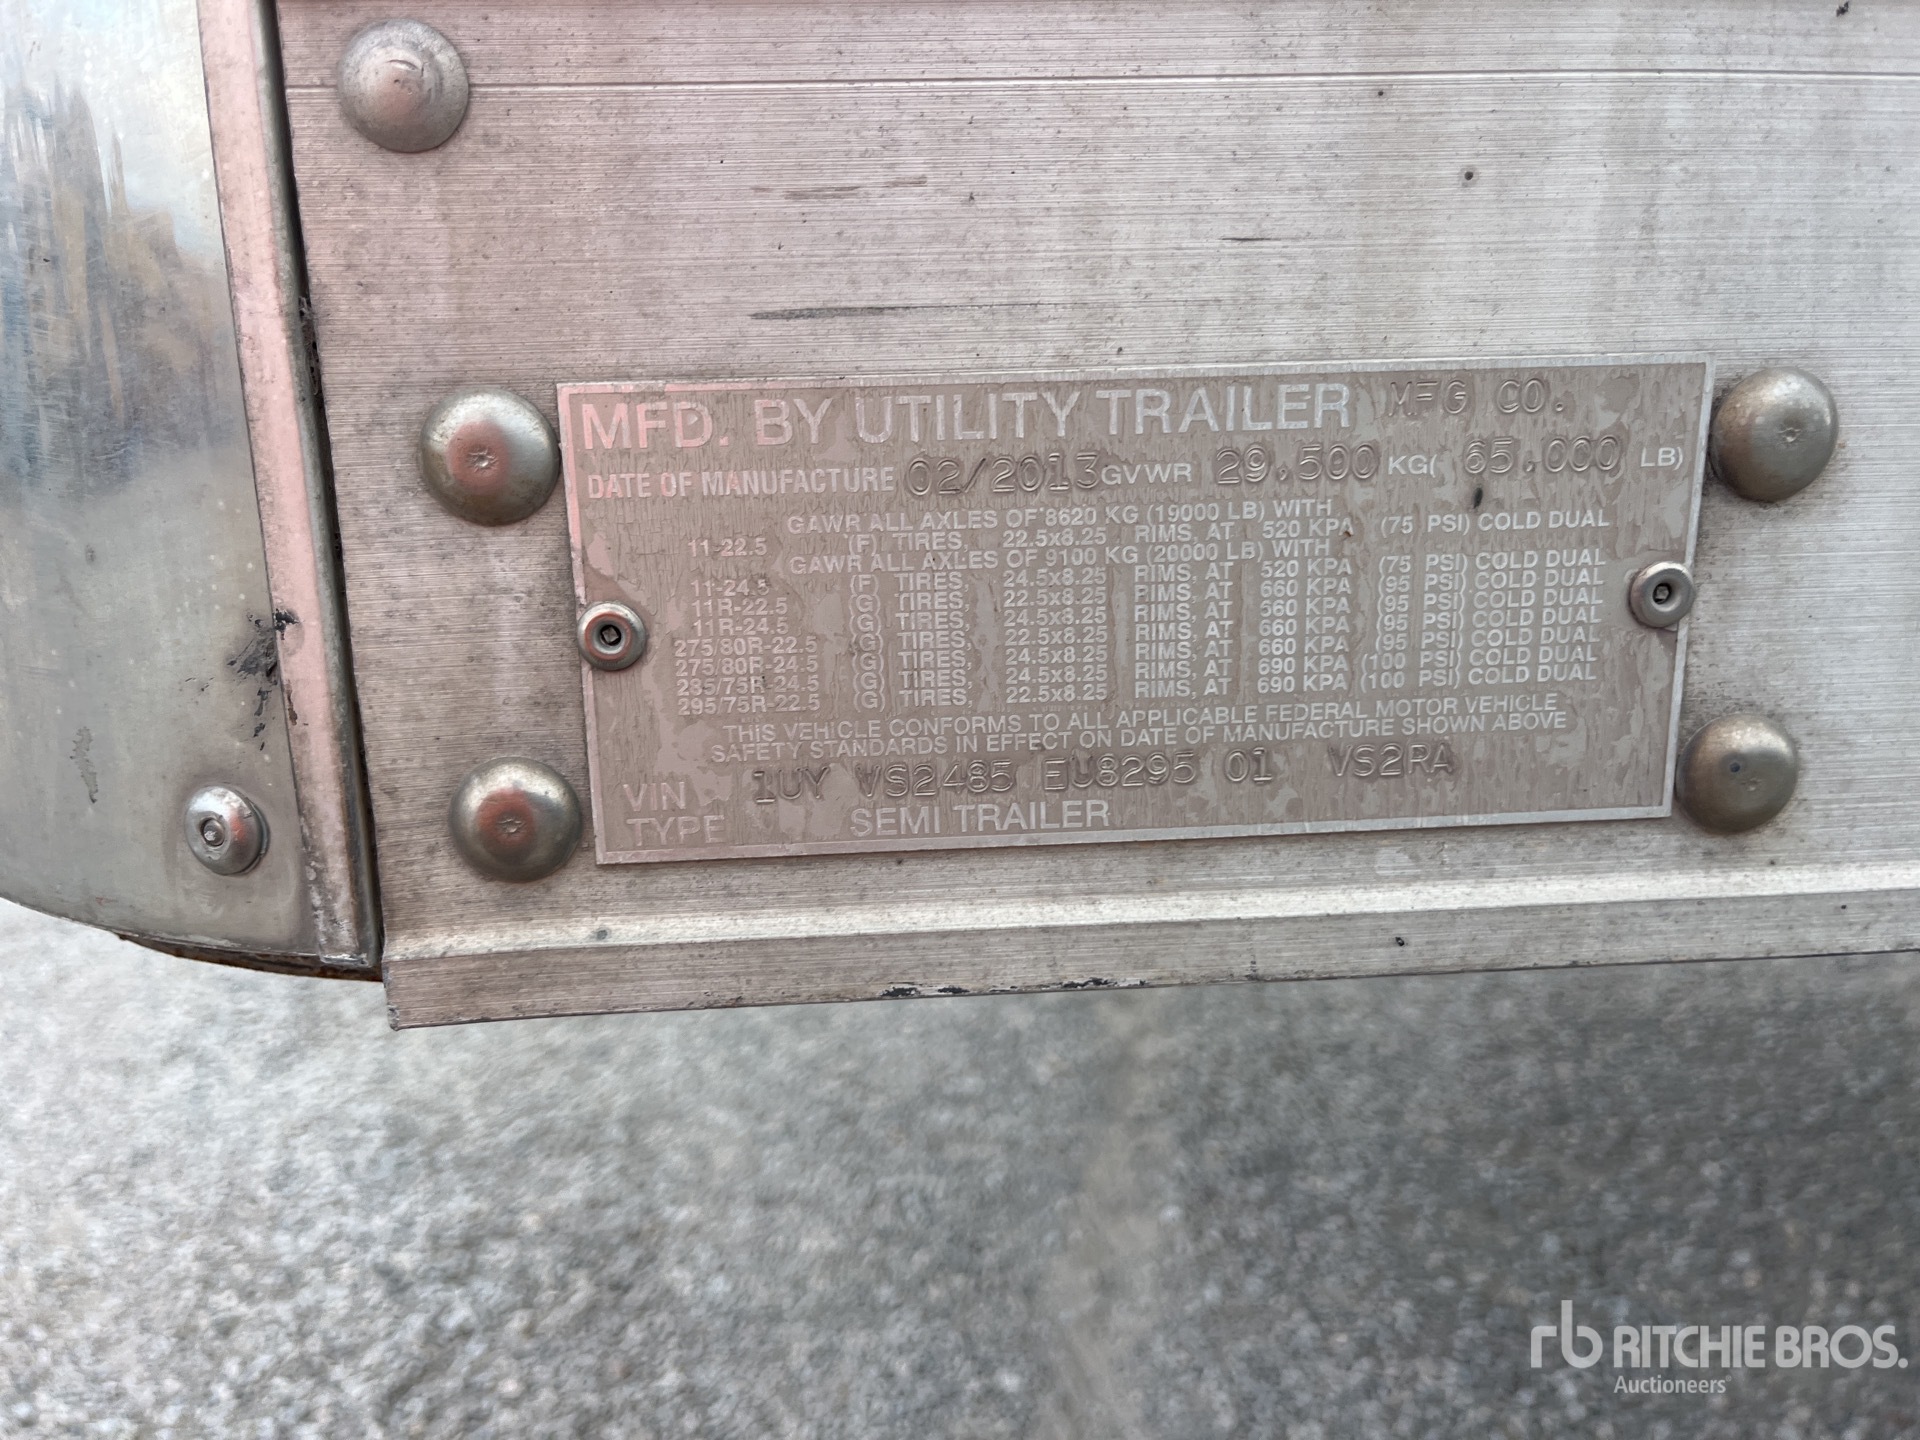 MFD. BY UTILITY TRAILER MFG CO.
DATE OF MANUFACTURE 02/2013 GVWR 29,500 KG( 65,000 LB)
GAWR ALL AXLES OF 8620 KG (19000 LB) WITH
11-22.5 (F) TIRES, 22.5x8.25 RIMS, AT 520 KPA (75 PSI) COLD DUAL
GAWR ALL AXLES OF 9100 KG (20000 LB) WITH
11-24.5 (F) TIRES, 24.5x8.25 RIMS, AT 520 KPA (75 PSI) COLD DUAL
11R-22.5 (G) TIRES, 22.5x8.25 RIMS, AT 660 KPA (95 PSI) COLD DUAL
11R-24.5 (G) TIRES, 24.5x8.25 RIMS, AT 660 KPA (95 PSI) COLD DUAL
275/80R-22.5 (G) TIRES, 22.5x8.25 RIMS, AT 660 KPA (95 PSI) COLD DUAL
275/80R-24.5 (G) TIRES, 24.5x8.25 RIMS, AT 660 KPA (95 PSI) COLD DUAL
285/75R-24.5 (G) TIRES, 24.5x8.25 RIMS, AT 690 KPA (100 PSI) COLD DUAL
295/75R-22.5 (G) TIRES, 22.5x8.25 RIMS, AT 690 KPA (100 PSI) COLD DUAL
THIS VEHICLE CONFORMS TO ALL APPLICABLE FEDERAL MOTOR VEHICLE
SAFETY STANDARDS IN EFFECT ON DATE OF MANUFACTURE SHOWN ABOVE
VIN 1UY VS2485 EU8295 01 VS2RA
TYPE SEMI TRAILER
rb RITCHIE BROS.
Auctioneers